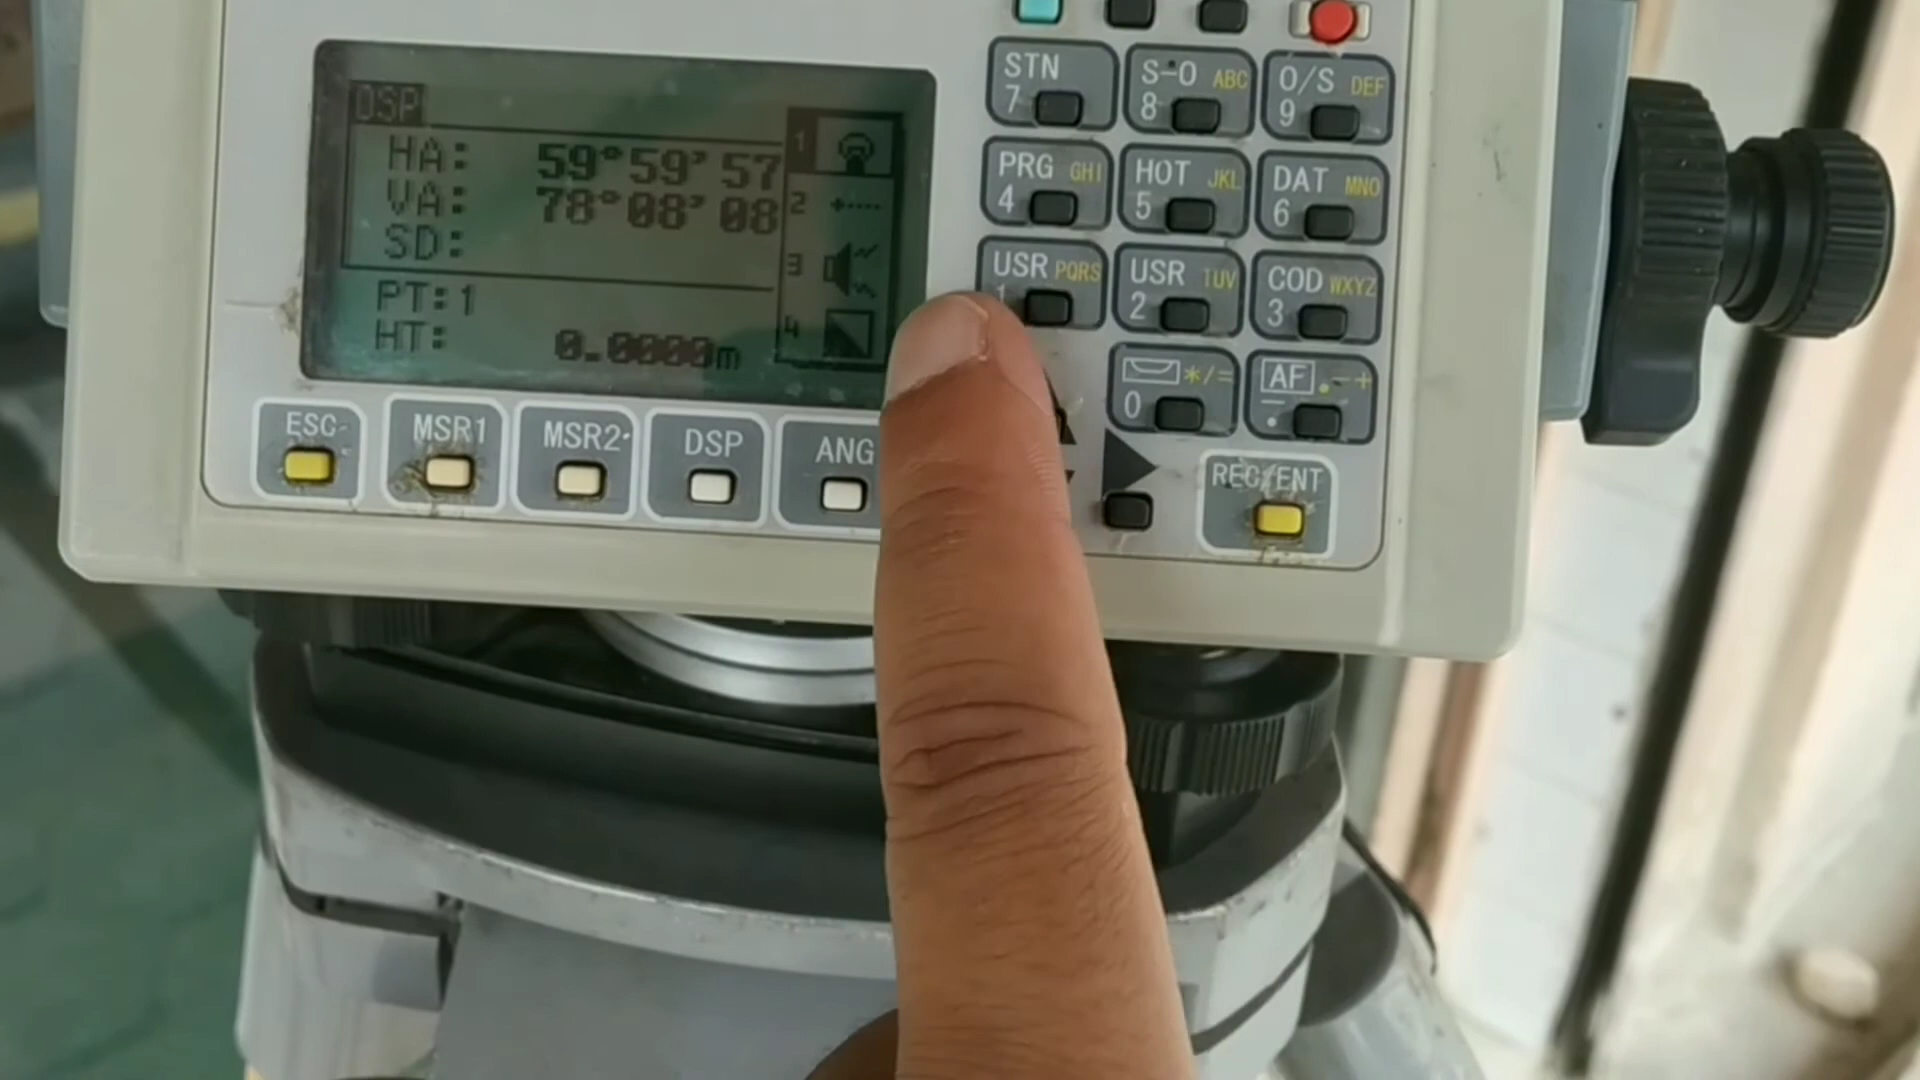 DSP
HA: 59°59'57
VA: 78°08'08
SD:
PT:1
HT: 0.0000m
1
2
3
4
STN
7
S-O ABC
8
O/S DEF
9
PRG GHI
4
HOT JKL
5
DAT MNO
6
USR PQRS
1
USR TUV
2
COD WXYZ
3
*/=
0
AF .-+
ESC
MSR1
MSR2
DSP
ANG
REC/ENT